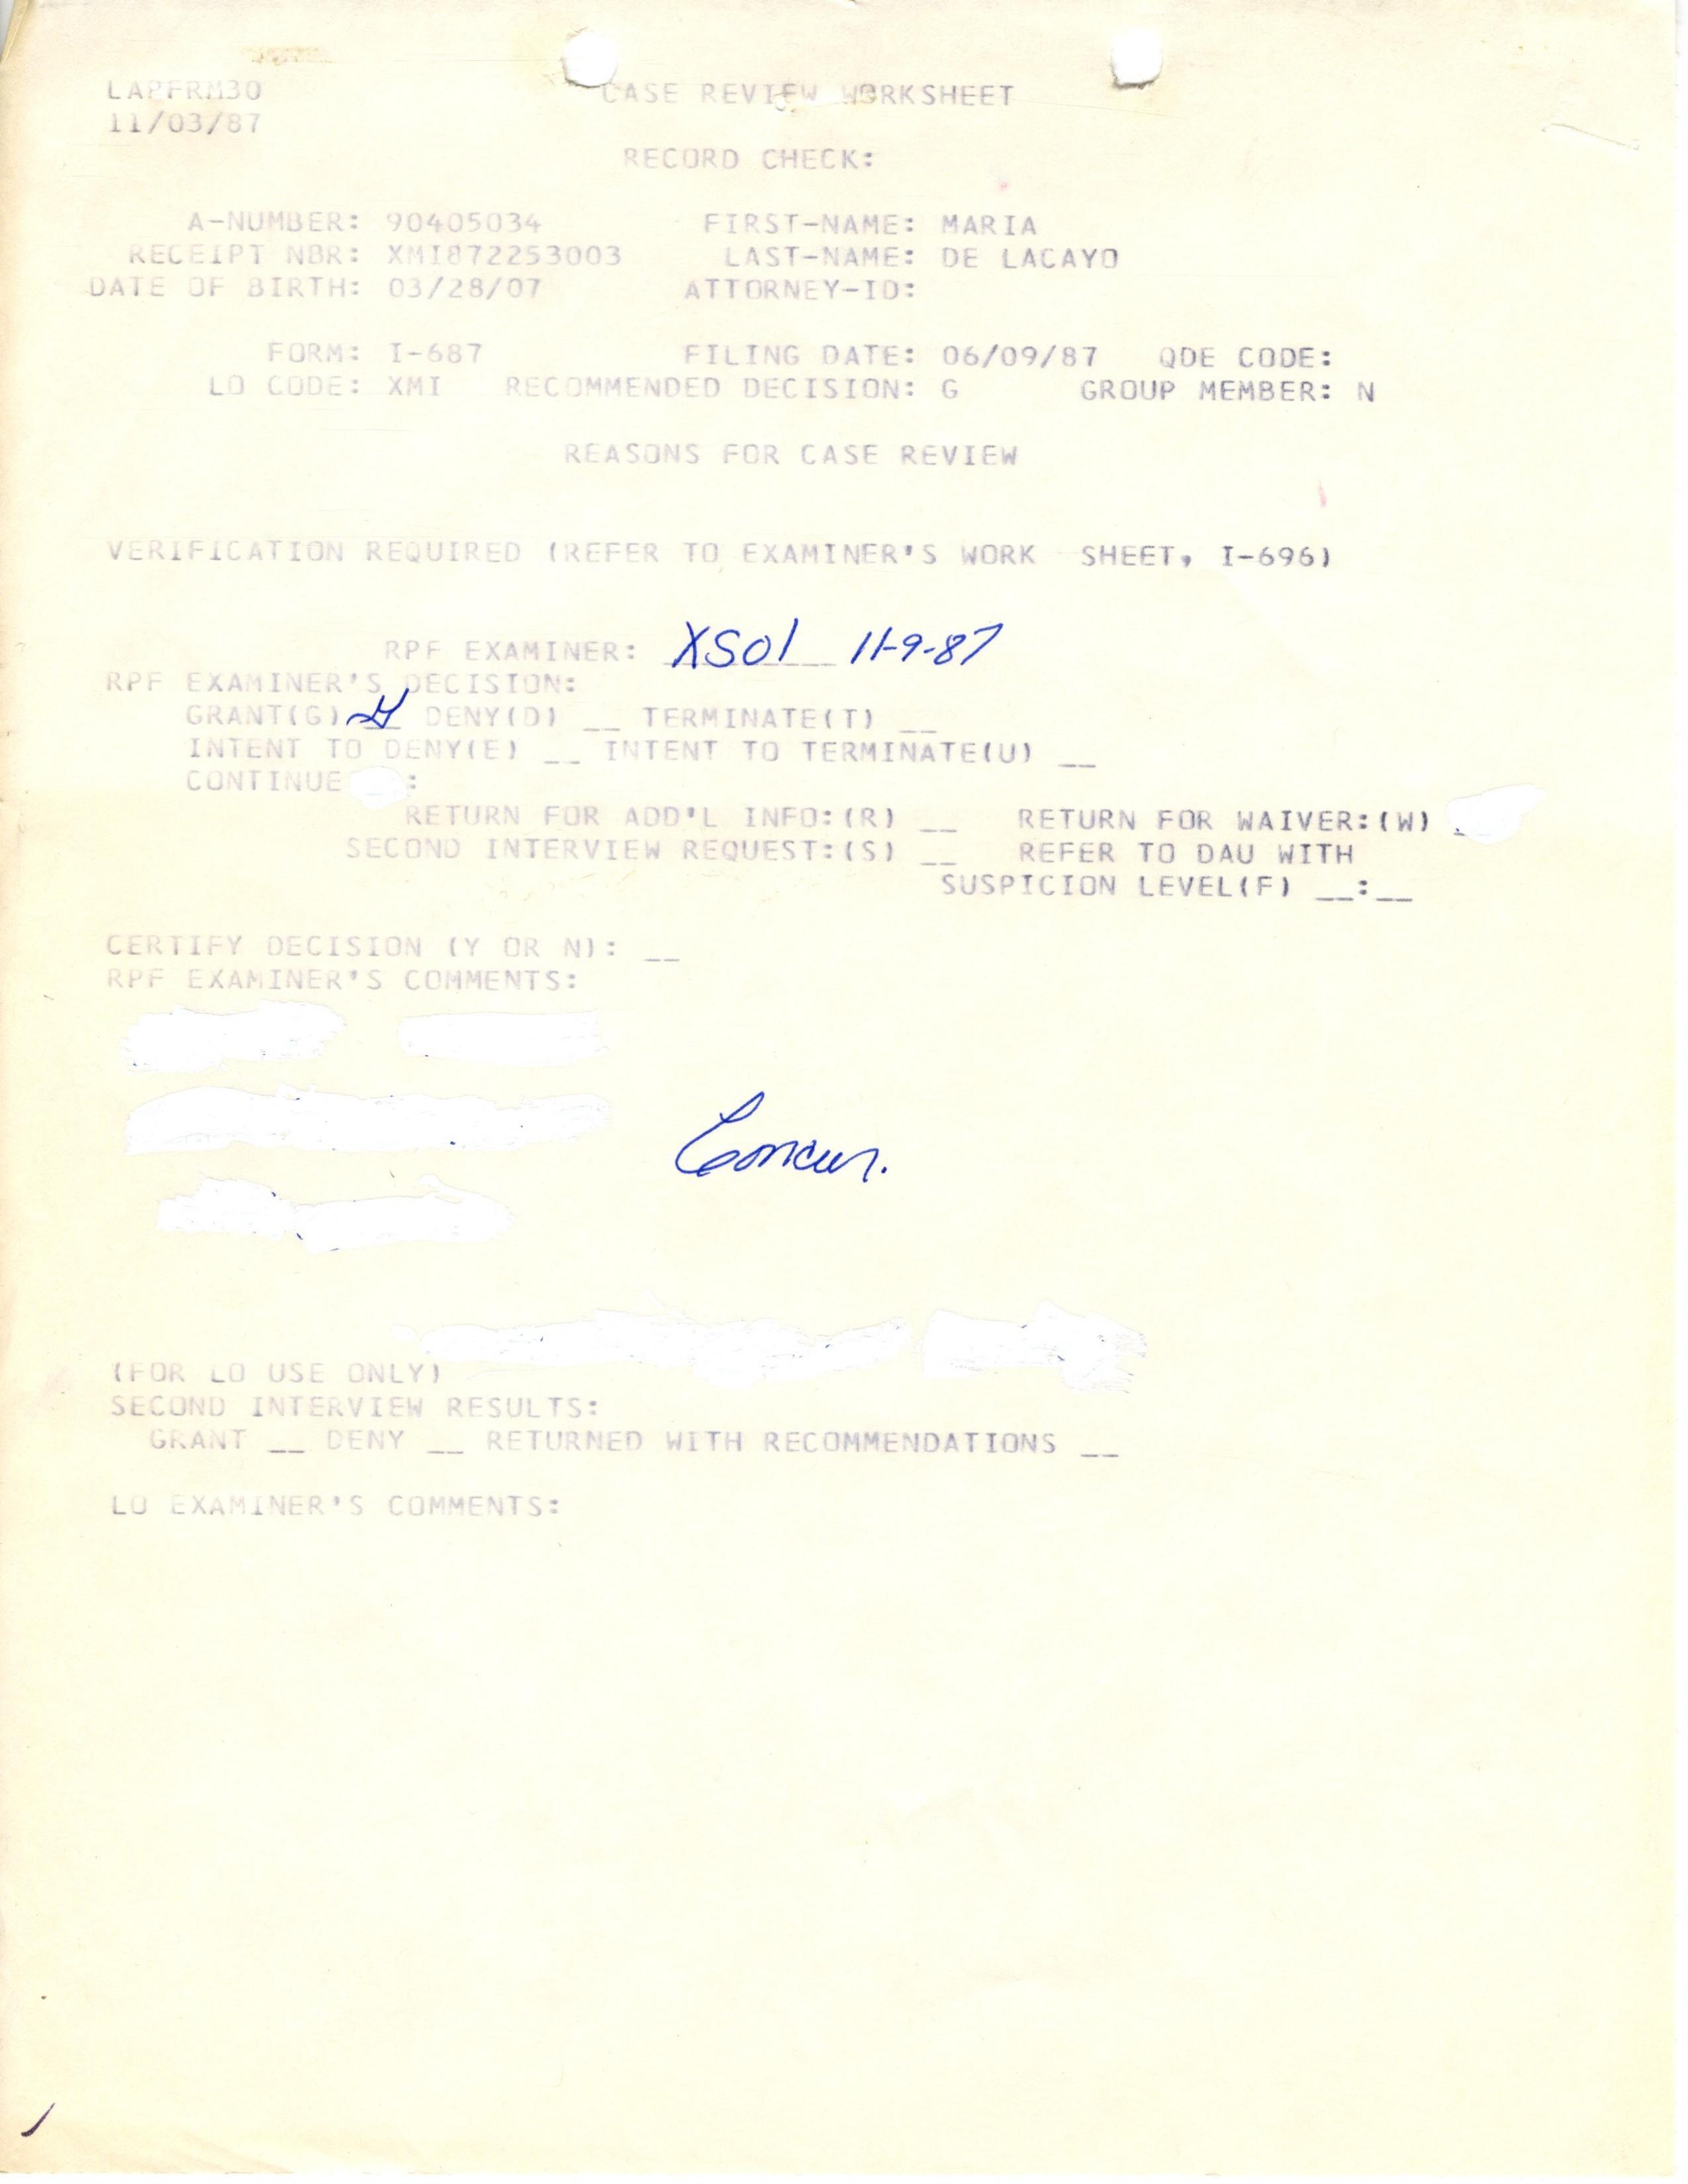 LAPFRM30 CASE REVIEW WORKSHEET
11/03/87
RECORD CHECK:
A-NUMBER: 90405034 FIRST-NAME: MARIA
RECEIPT NBR: XMI872253003 LAST-NAME: DE LACAYO
DATE OF BIRTH: 03/28/07 ATTORNEY-ID:
FORM: I-687 FILING DATE: 06/09/87 QDE CODE:
LO CODE: XMI RECOMMENDED DECISION: G GROUP MEMBER: N
REASONS FOR CASE REVIEW
VERIFICATION REQUIRED (REFER TO EXAMINER'S WORK SHEET, I-696)
RPF EXAMINER: XS01 11-9-87
RPF EXAMINER'S DECISION:
GRANT(G) G DENY(D) __ TERMINATE(T) __
INTENT TO DENY(E) __ INTENT TO TERMINATE(U) __
CONTINUE :
RETURN FOR ADD'L INFO:(R) __ RETURN FOR WAIVER:(W)
SECOND INTERVIEW REQUEST:(S) __ REFER TO DAU WITH
SUSPICION LEVEL(F) __:__
CERTIFY DECISION (Y OR N): __
RPF EXAMINER'S COMMENTS:
Concur.
(FOR LO USE ONLY)
SECOND INTERVIEW RESULTS:
GRANT __ DENY __ RETURNED WITH RECOMMENDATIONS __
LO EXAMINER'S COMMENTS: